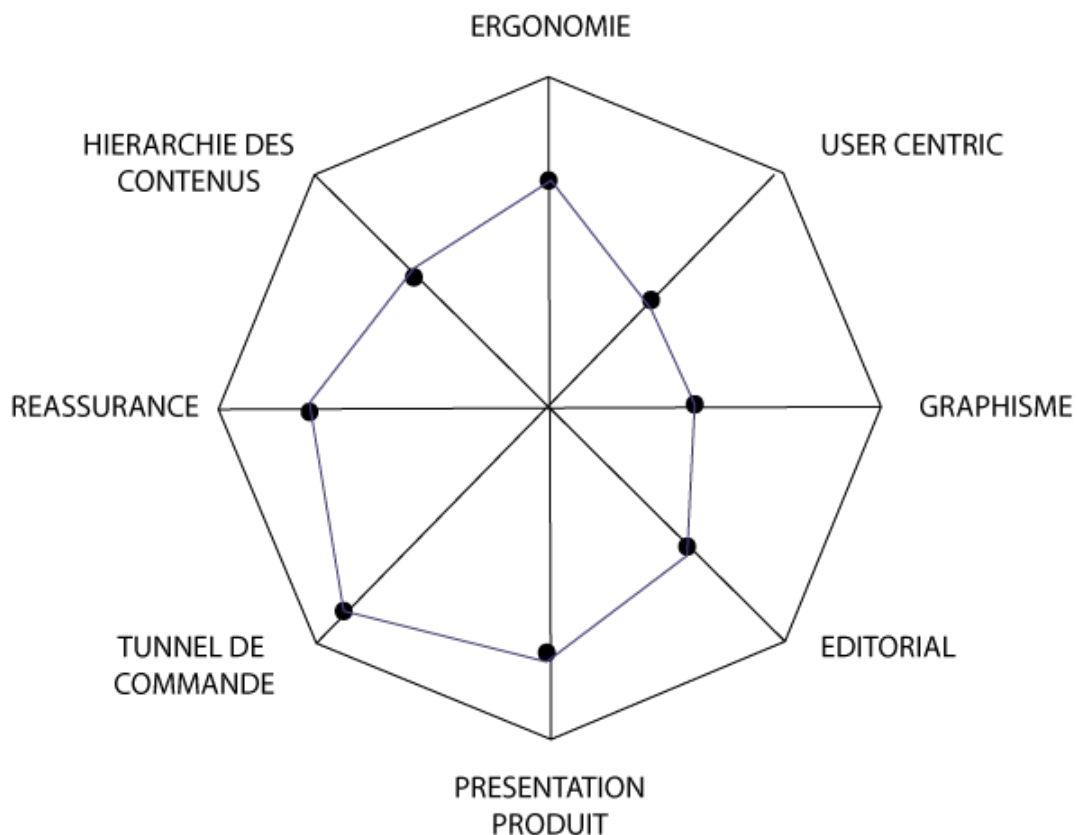 ERGONOMIE
HIERARCHIE DES
CONTENUS
USER CENTRIC
REASSURANCE
GRAPHISME
TUNNEL DE
COMMANDE
EDITORIAL
PRESENTATION
PRODUIT